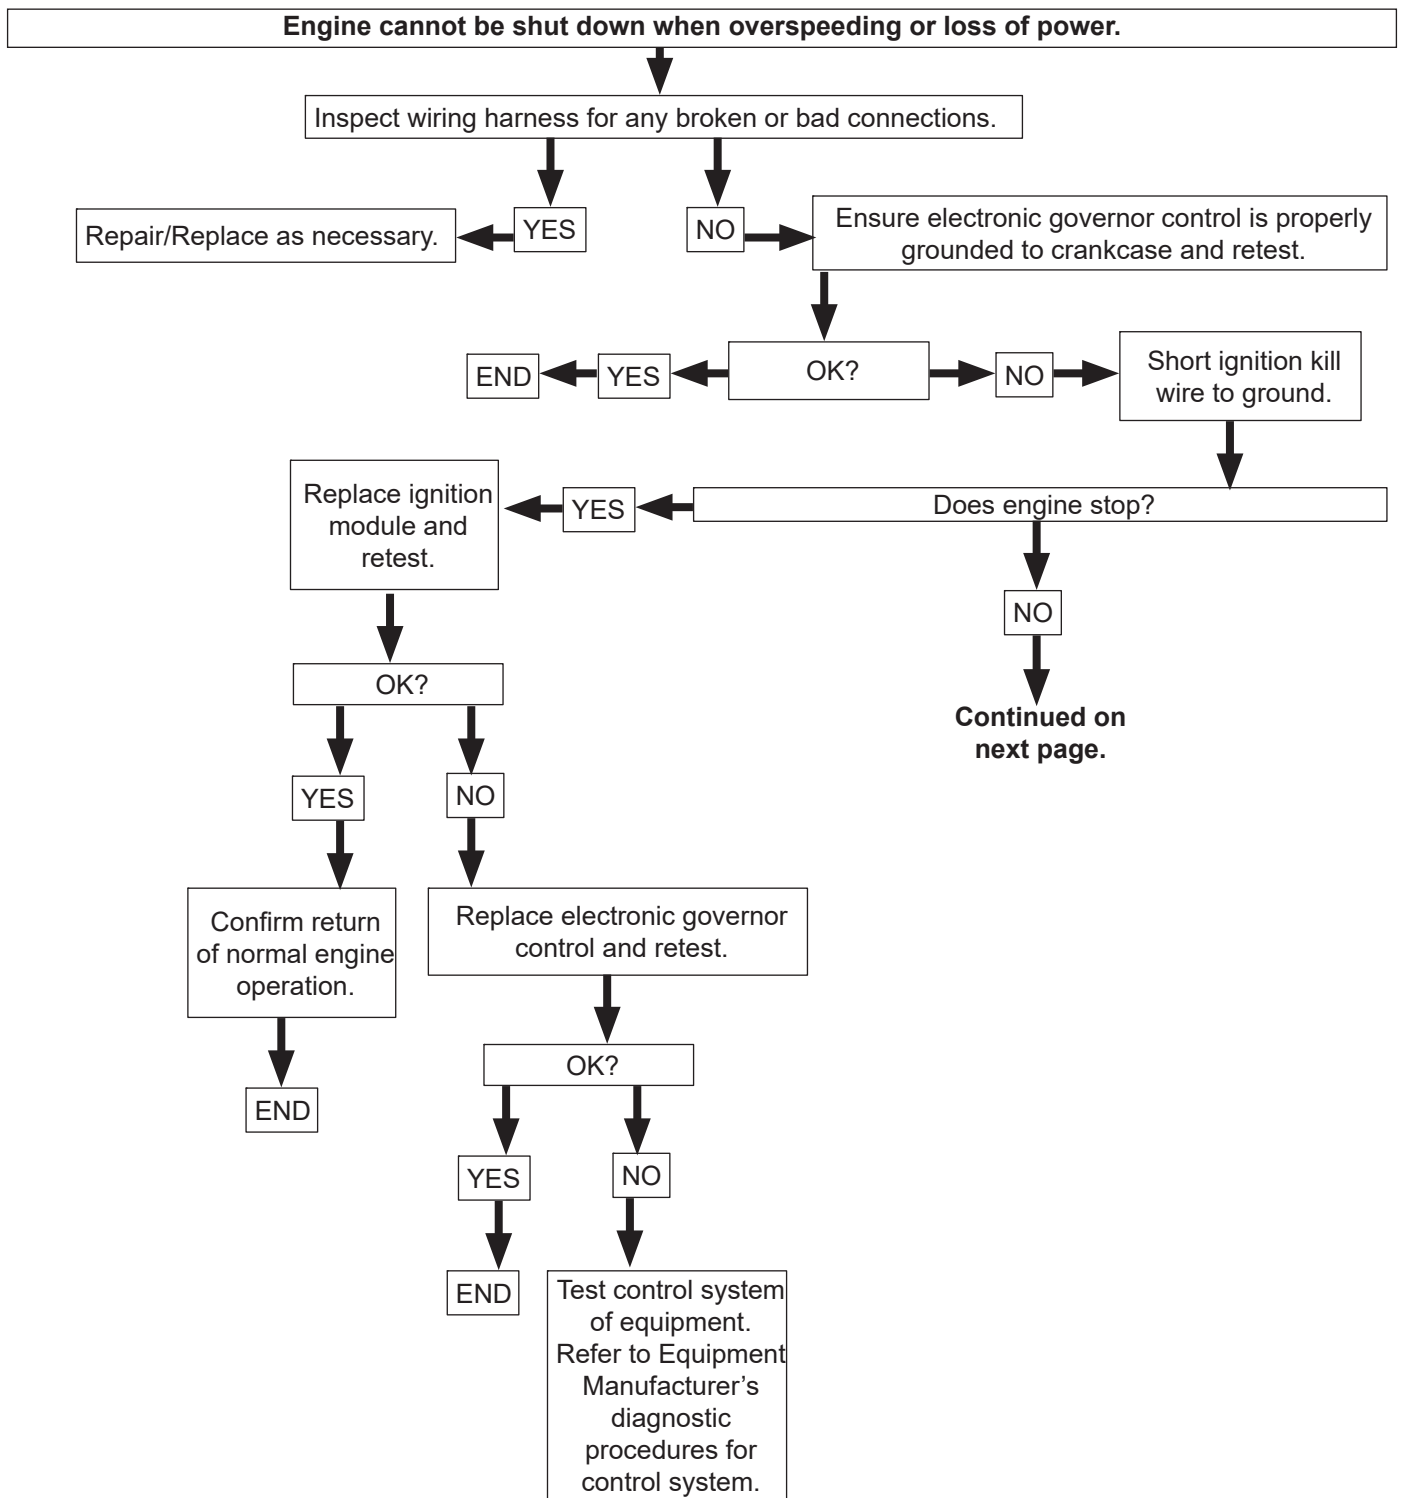 Engine cannot be shut down when overspeeding or loss of power.
Inspect wiring harness for any broken or bad connections.
Repair/Replace as necessary.
YES
NO
Ensure electronic governor control is properly
grounded to crankcase and retest.
END
YES
OK?
NO
Short ignition kill
wire to ground.
Replace ignition
module and
retest.
YES
Does engine stop?
NO
Continued on
next page.
OK?
YES
NO
Confirm return
of normal engine
operation.
END
Replace electronic governor
control and retest.
OK?
YES
NO
END
Test control system
of equipment.
Refer to Equipment
Manufacturer’s
diagnostic
procedures for
control system.